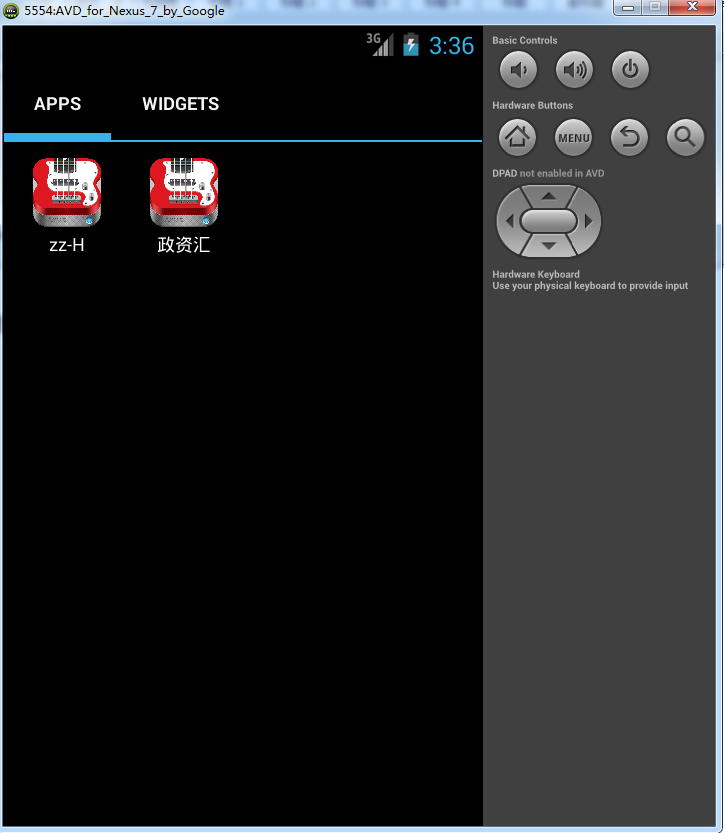 5554:AVD_for_Nexus_7_by_Google
3G 3:36
APPS WIDGETS
zz-H 政资汇
Basic Controls
Hardware Buttons
MENU
DPAD not enabled in AVD
Hardware Keyboard
Use your physical keyboard to provide input